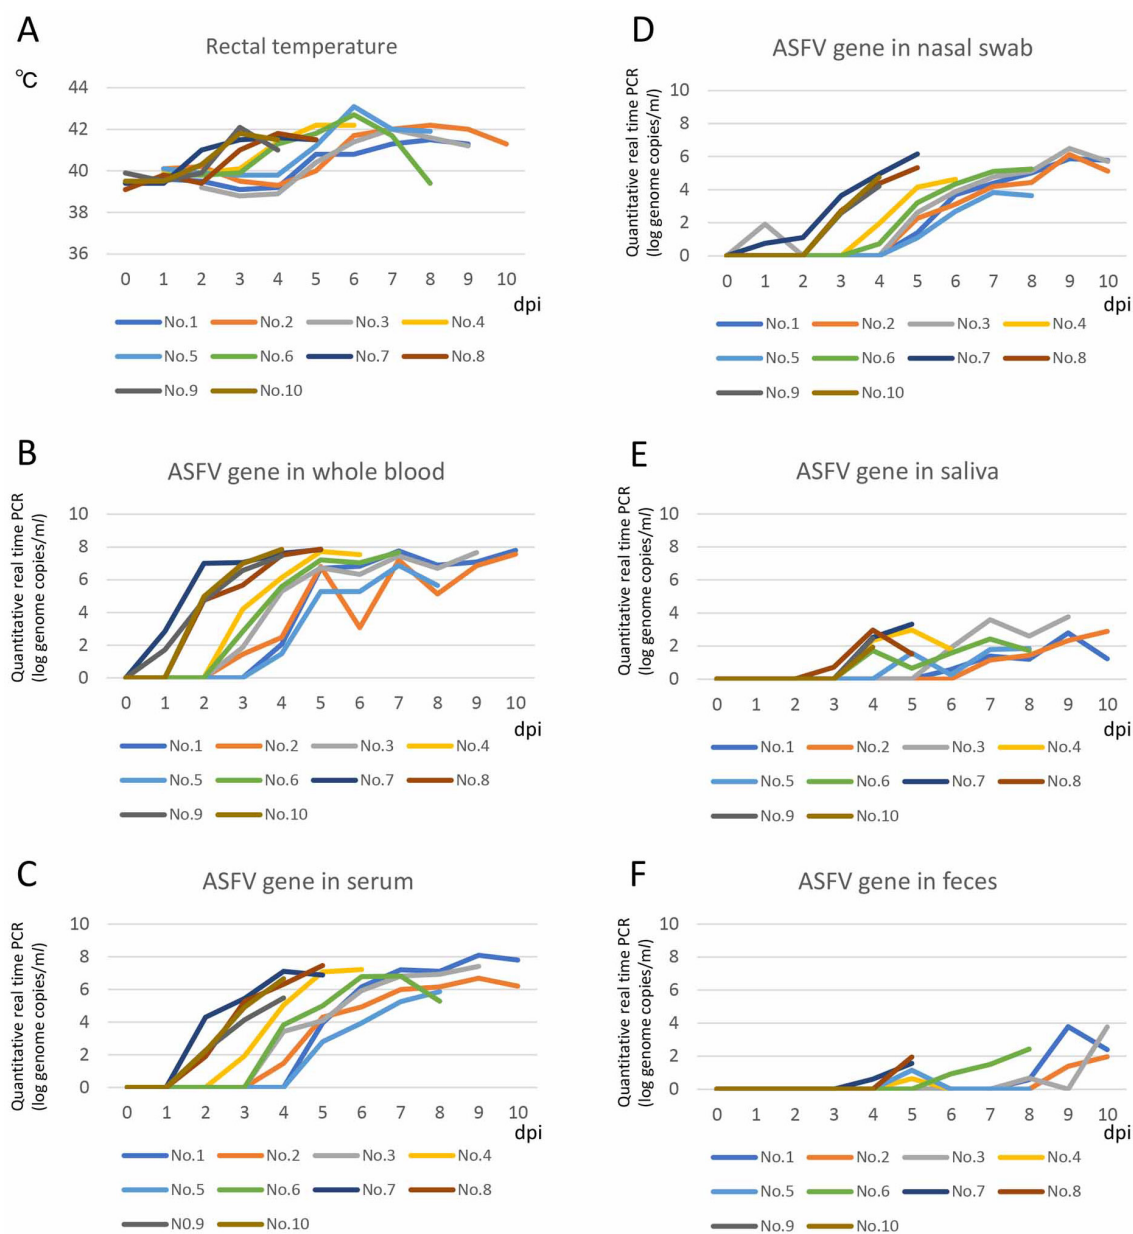 A
Rectal temperature
℃
44
42
40
38
36
0 1 2 3 4 5 6 7 8 9 10
dpi
No.1 No.2 No.3 No.4
No.5 No.6 No.7 No.8
No.9 No.10
B
ASFV gene in whole blood
Quantitative real time PCR
(log genome copies/ml)
10
8
6
4
2
0
0 1 2 3 4 5 6 7 8 9 10
dpi
No.1 No.2 No.3 No.4
No.5 No.6 No.7 No.8
No.9 No.10
C
ASFV gene in serum
Quantitative real time PCR
(log genome copies/ml)
10
8
6
4
2
0
0 1 2 3 4 5 6 7 8 9 10
dpi
No.1 No.2 No.3 No.4
No.5 No.6 No.7 No.8
N0.9 No.10
D
ASFV gene in nasal swab
Quantitative real time PCR
(log genome copies/ml)
10
8
6
4
2
0
0 1 2 3 4 5 6 7 8 9 10
dpi
No.1 No.2 No.3 No.4
No.5 No.6 No.7 No.8
No.9 No.10
E
ASFV gene in saliva
Quantitative real time PCR
(log genome copies/ml)
10
8
6
4
2
0
0 1 2 3 4 5 6 7 8 9 10
dpi
No.1 No.2 No.3 No.4
No.5 No.6 No.7 No.8
No.9 No.10
F
ASFV gene in feces
Quantitative real time PCR
(log genome copies/ml)
10
8
6
4
2
0
0 1 2 3 4 5 6 7 8 9 10
dpi
No.1 No.2 No.3 No.4
No.5 No.6 No.7 No.8
No.9 No.10